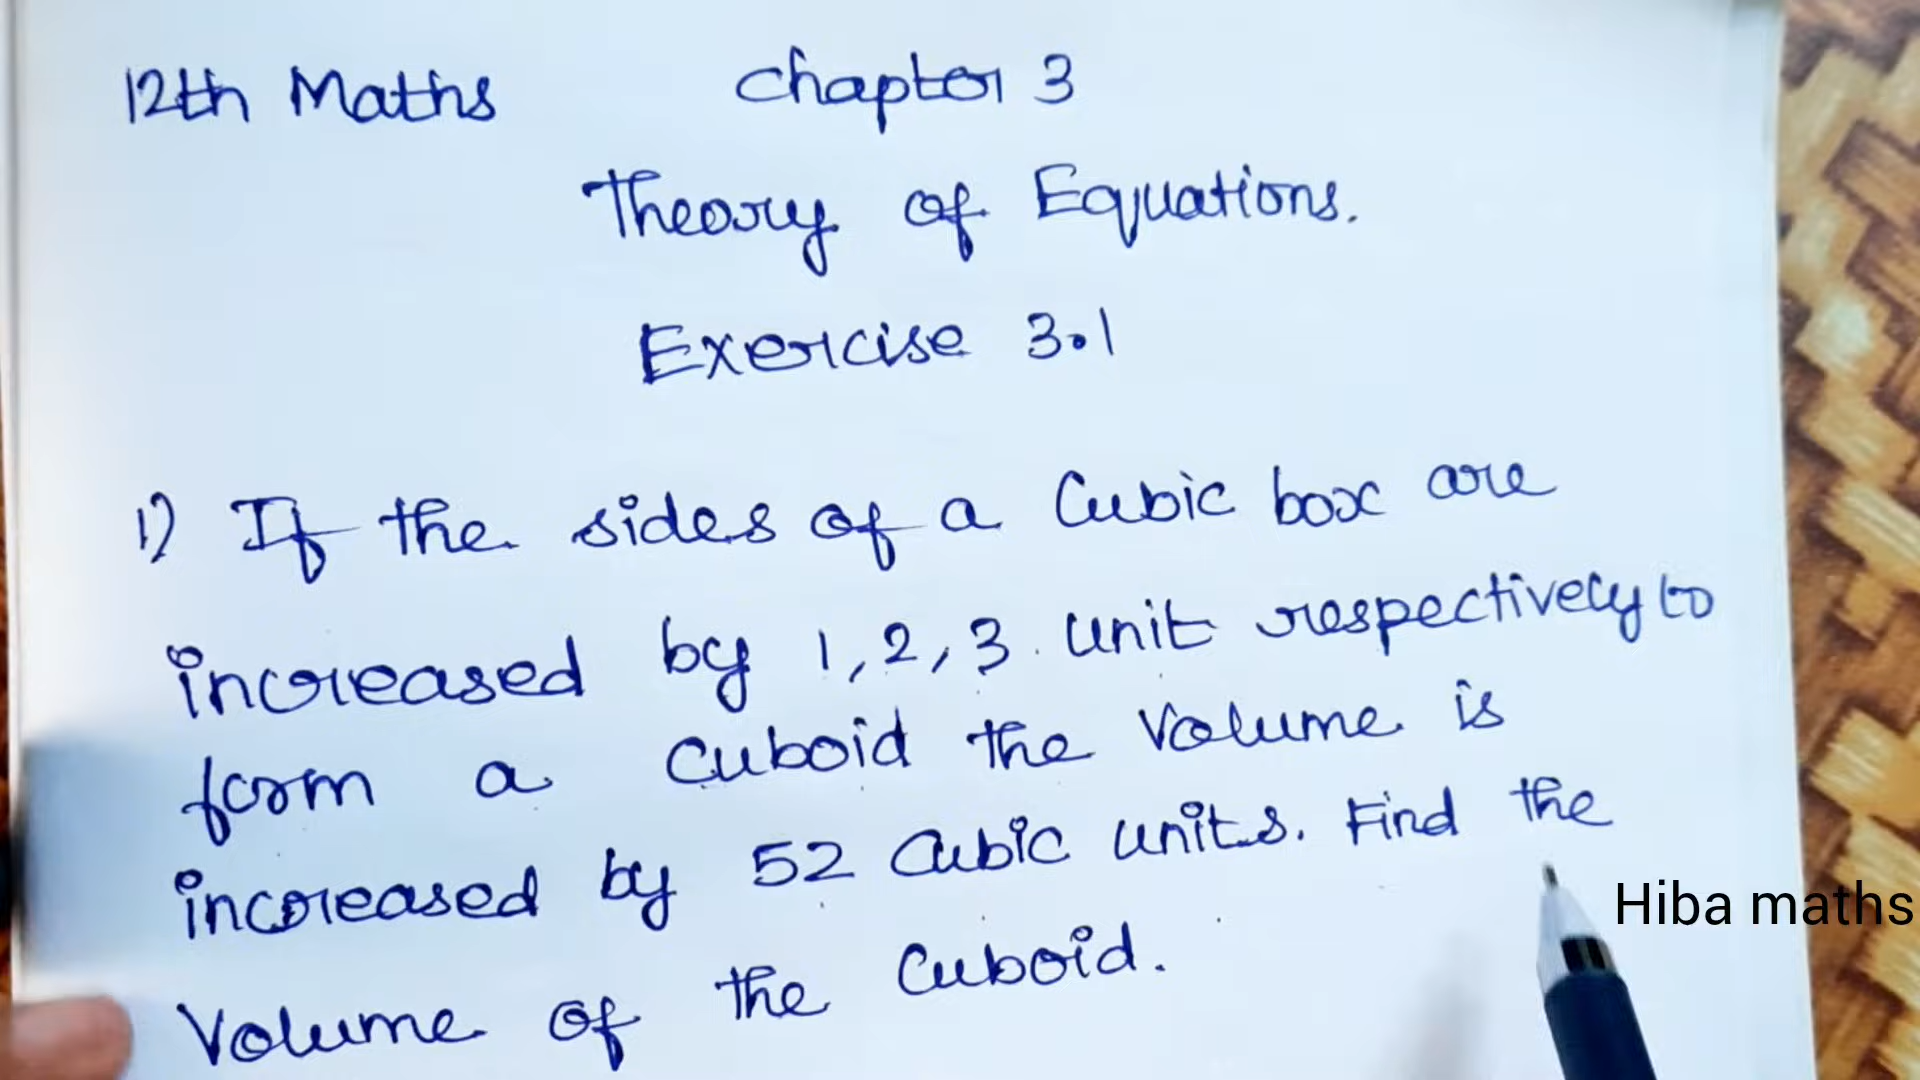 12th Maths Chapter 3
Theory of Equations.
Exercise 3.1
1) If the sides of a Cubic box are
increased by 1, 2, 3 unit respectively to
form a cuboid the volume is
increased by 52 cubic units. Find the
Hiba maths
Volume of the Cuboid.